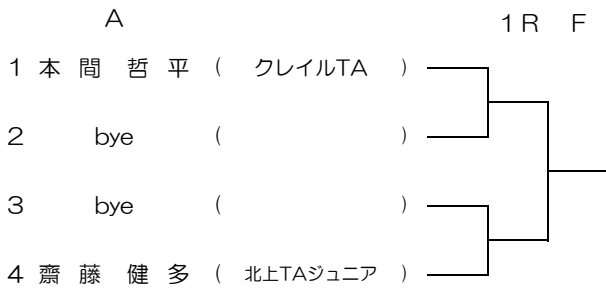 A 1R F
1 本間 哲平 ( クレイルTA )
2 bye ( )
3 bye ( )
4 齋藤 健多 ( 北上TAジュニア )